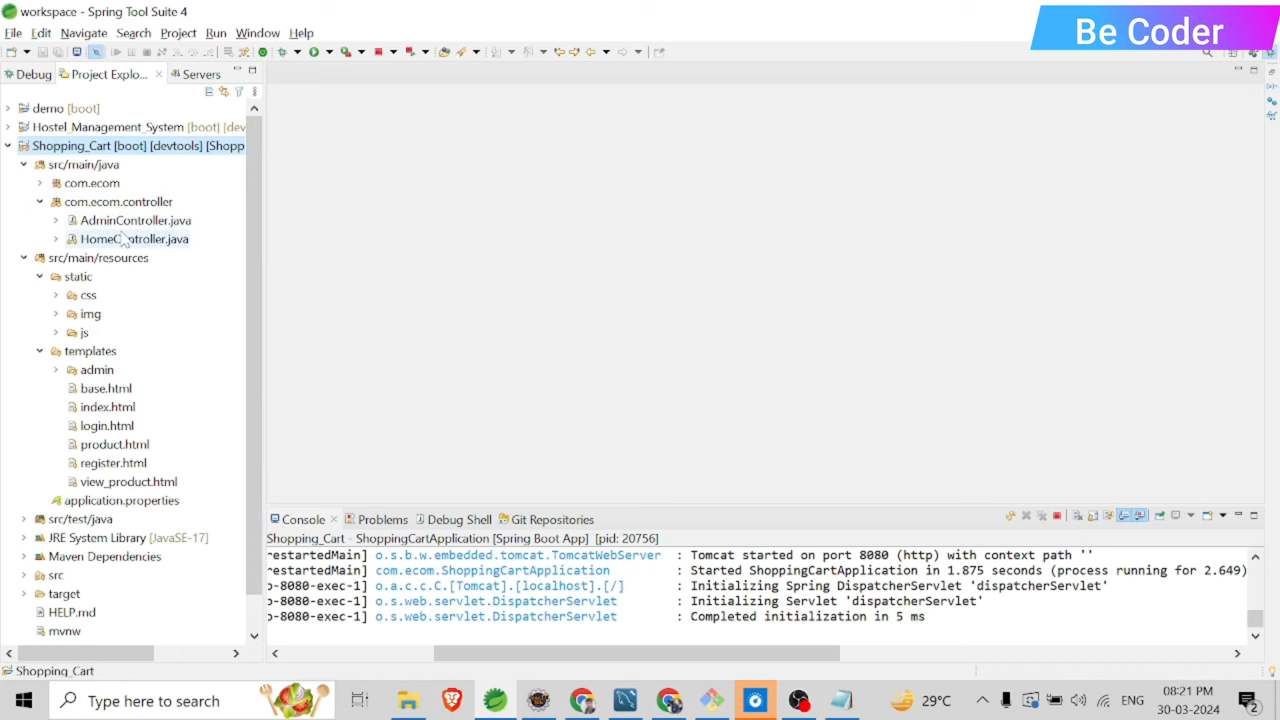 workspace - Spring Tool Suite 4
Be Coder
File Edit Navigate Search Project Run Window Help
Debug Project Explo... Servers
demo [boot]
Hostel_Management_System [boot] [dev
Shopping_Cart [boot] [devtools] [Shopp
src/main/java
com.ecom
com.ecom.controller
AdminController.java
HomeController.java
src/main/resources
static
css
img
js
templates
admin
base.html
index.html
login.html
product.html
register.html
view_product.html
application.properties
src/test/java
JRE System Library [JavaSE-17]
Maven Dependencies
src
target
HELP.md
mvnw
Console Problems Debug Shell Git Repositories
Shopping_Cart - ShoppingCartApplication [Spring Boot App] [pid: 20756]
restartedMain] o.s.b.w.embedded.tomcat.TomcatWebServer : Tomcat started on port 8080 (http) with context path ''
restartedMain] com.ecom.ShoppingCartApplication : Started ShoppingCartApplication in 1.875 seconds (process running for 2.649)
o-8080-exec-1] o.a.c.c.C.[Tomcat].[localhost].[/] : Initializing Spring DispatcherServlet 'dispatcherServlet'
o-8080-exec-1] o.s.web.servlet.DispatcherServlet : Initializing Servlet 'dispatcherServlet'
o-8080-exec-1] o.s.web.servlet.DispatcherServlet : Completed initialization in 5 ms
Shopping_Cart
Type here to search
29°C
ENG
08:21 PM
30-03-2024
2